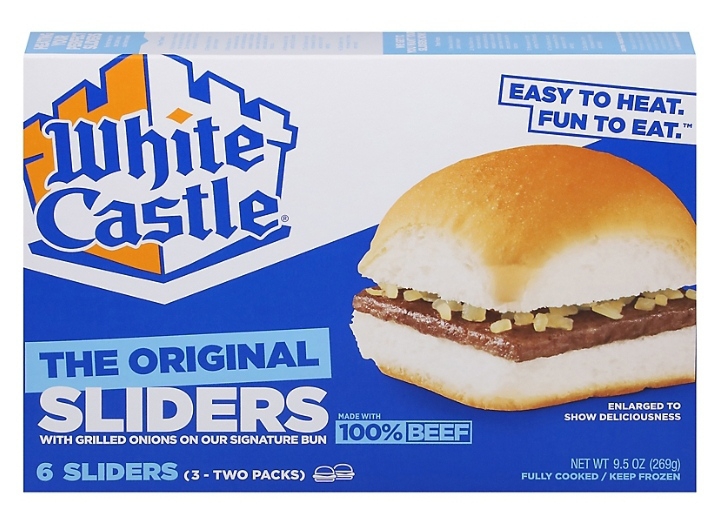 White
Castle®
EASY TO HEAT.
FUN TO EAT.™
THE ORIGINAL
SLIDERS
WITH GRILLED ONIONS ON OUR SIGNATURE BUN
MADE WITH
100% BEEF
6 SLIDERS (3 - TWO PACKS)
ENLARGED TO
SHOW DELICIOUSNESS
NET WT 9.5 OZ (269g)
FULLY COOKED / KEEP FROZEN